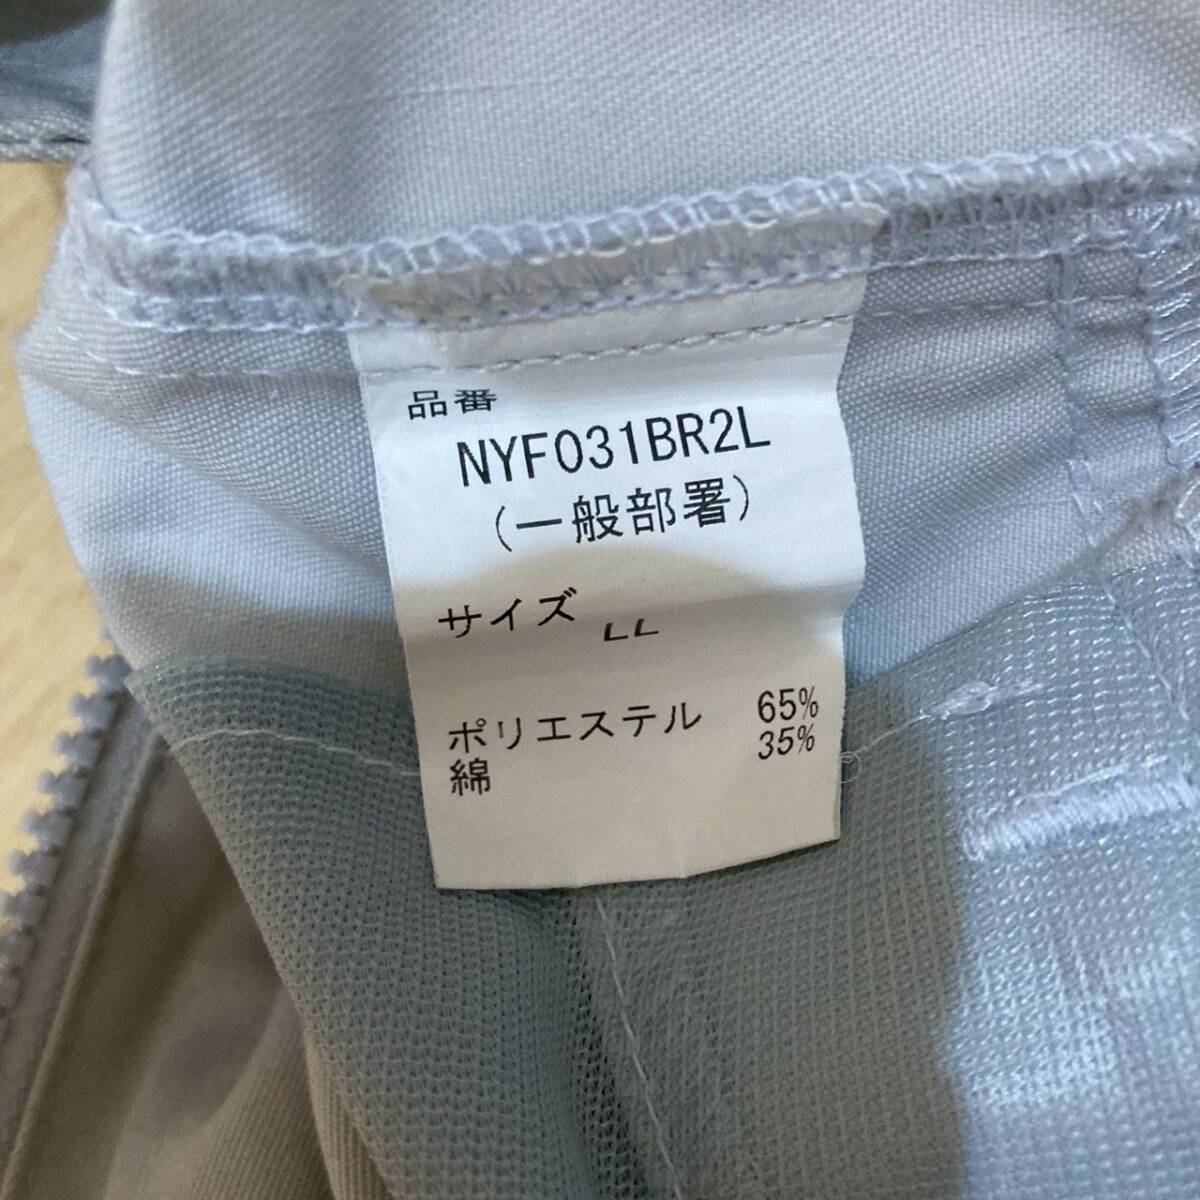 品番
NYF031BR2L
(一般部署)
サイズ LL
ポリエステル 65%
綿 35%